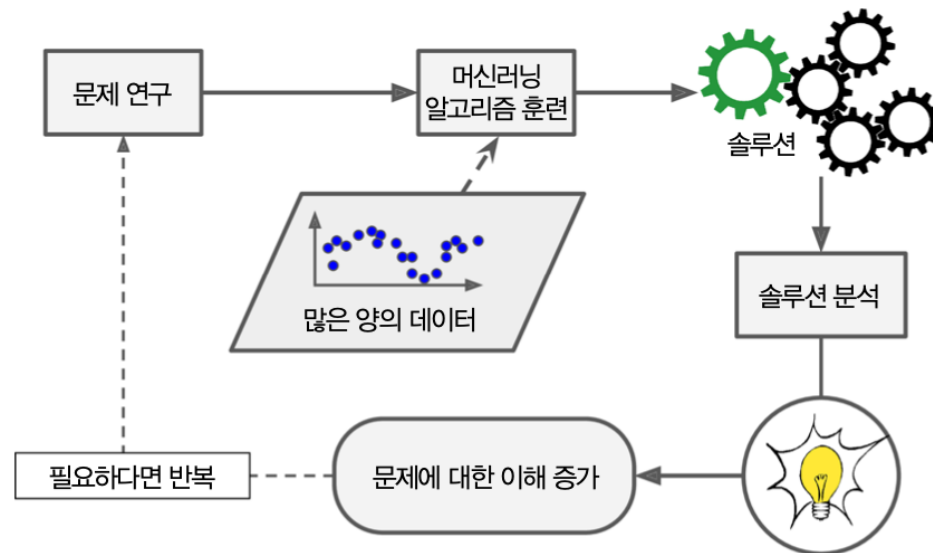 문제 연구
머신러닝
알고리즘 훈련
솔루션
많은 양의 데이터
솔루션 분석
필요하다면 반복
문제에 대한 이해 증가